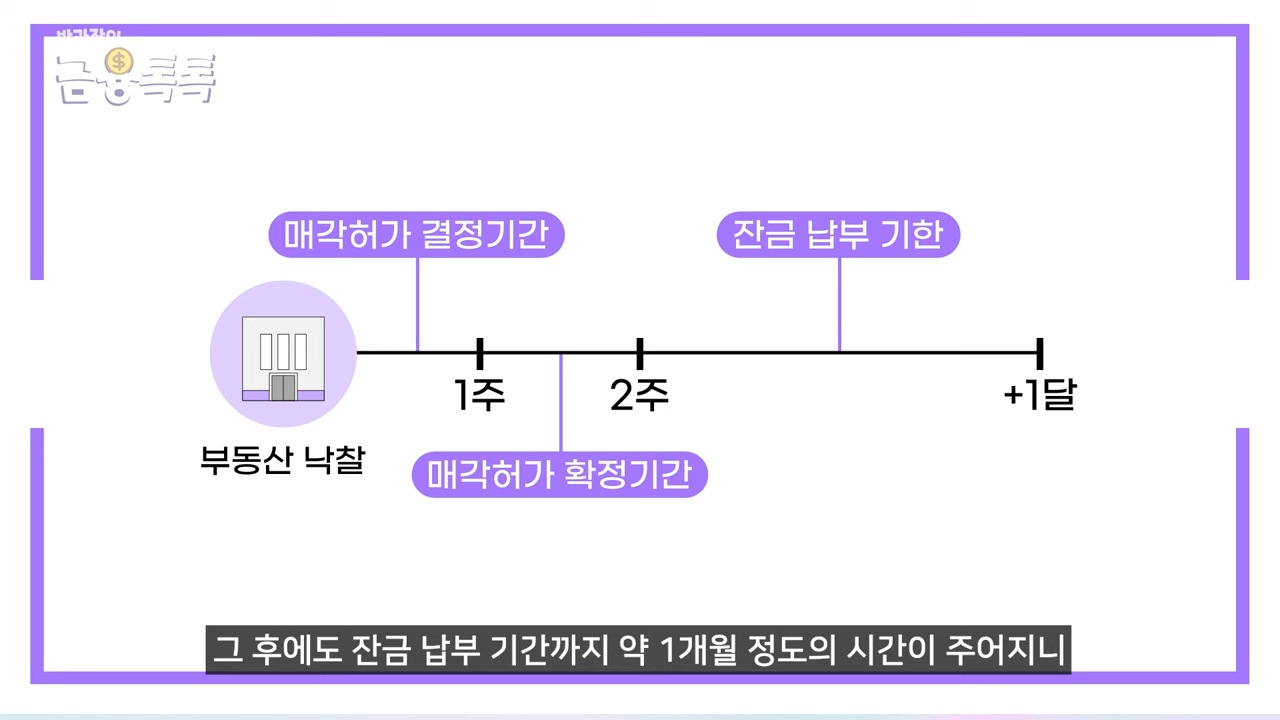 금융톡톡
매각허가 결정기간
잔금 납부 기한
1주
2주
+1달
부동산 낙찰
매각허가 확정기간
그 후에도 잔금 납부 기간까지 약 1개월 정도의 시간이 주어지니